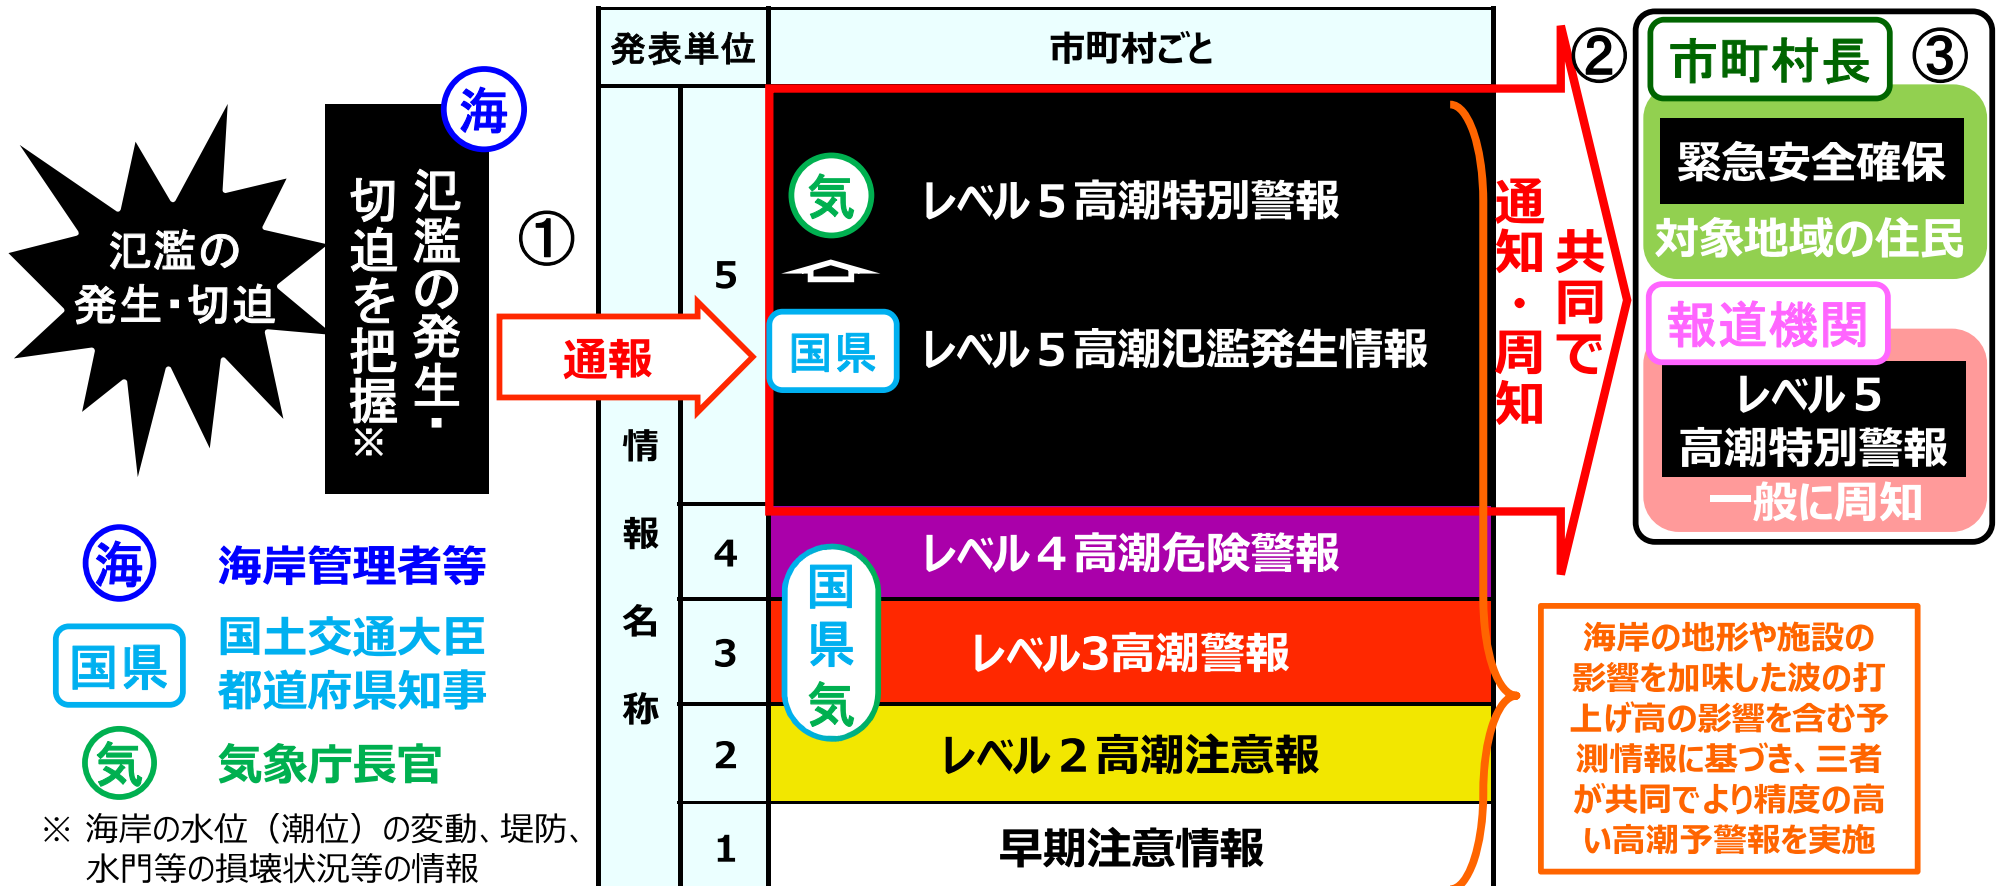 氾濫の
発生・切迫
氾濫の発生・
切迫を把握※
海
①
通報
海
海岸管理者等
国県
国土交通大臣
都道府県知事
気
気象庁長官
※ 海岸の水位（潮位）の変動、堤防、
水門等の損壊状況等の情報
発表単位
市町村ごと
情報名称
5
気
レベル５高潮特別警報
国県
レベル５高潮氾濫発生情報
4
レベル４高潮危険警報
国県気
3
レベル3高潮警報
2
レベル２高潮注意報
1
早期注意情報
②
共同で
通知・周知
市町村長
③
緊急安全確保
対象地域の住民
報道機関
レベル５
高潮特別警報
一般に周知
海岸の地形や施設の
影響を加味した波の打
上げ高の影響を含む予
測情報に基づき、三者
が共同でより精度の高
い高潮予警報を実施